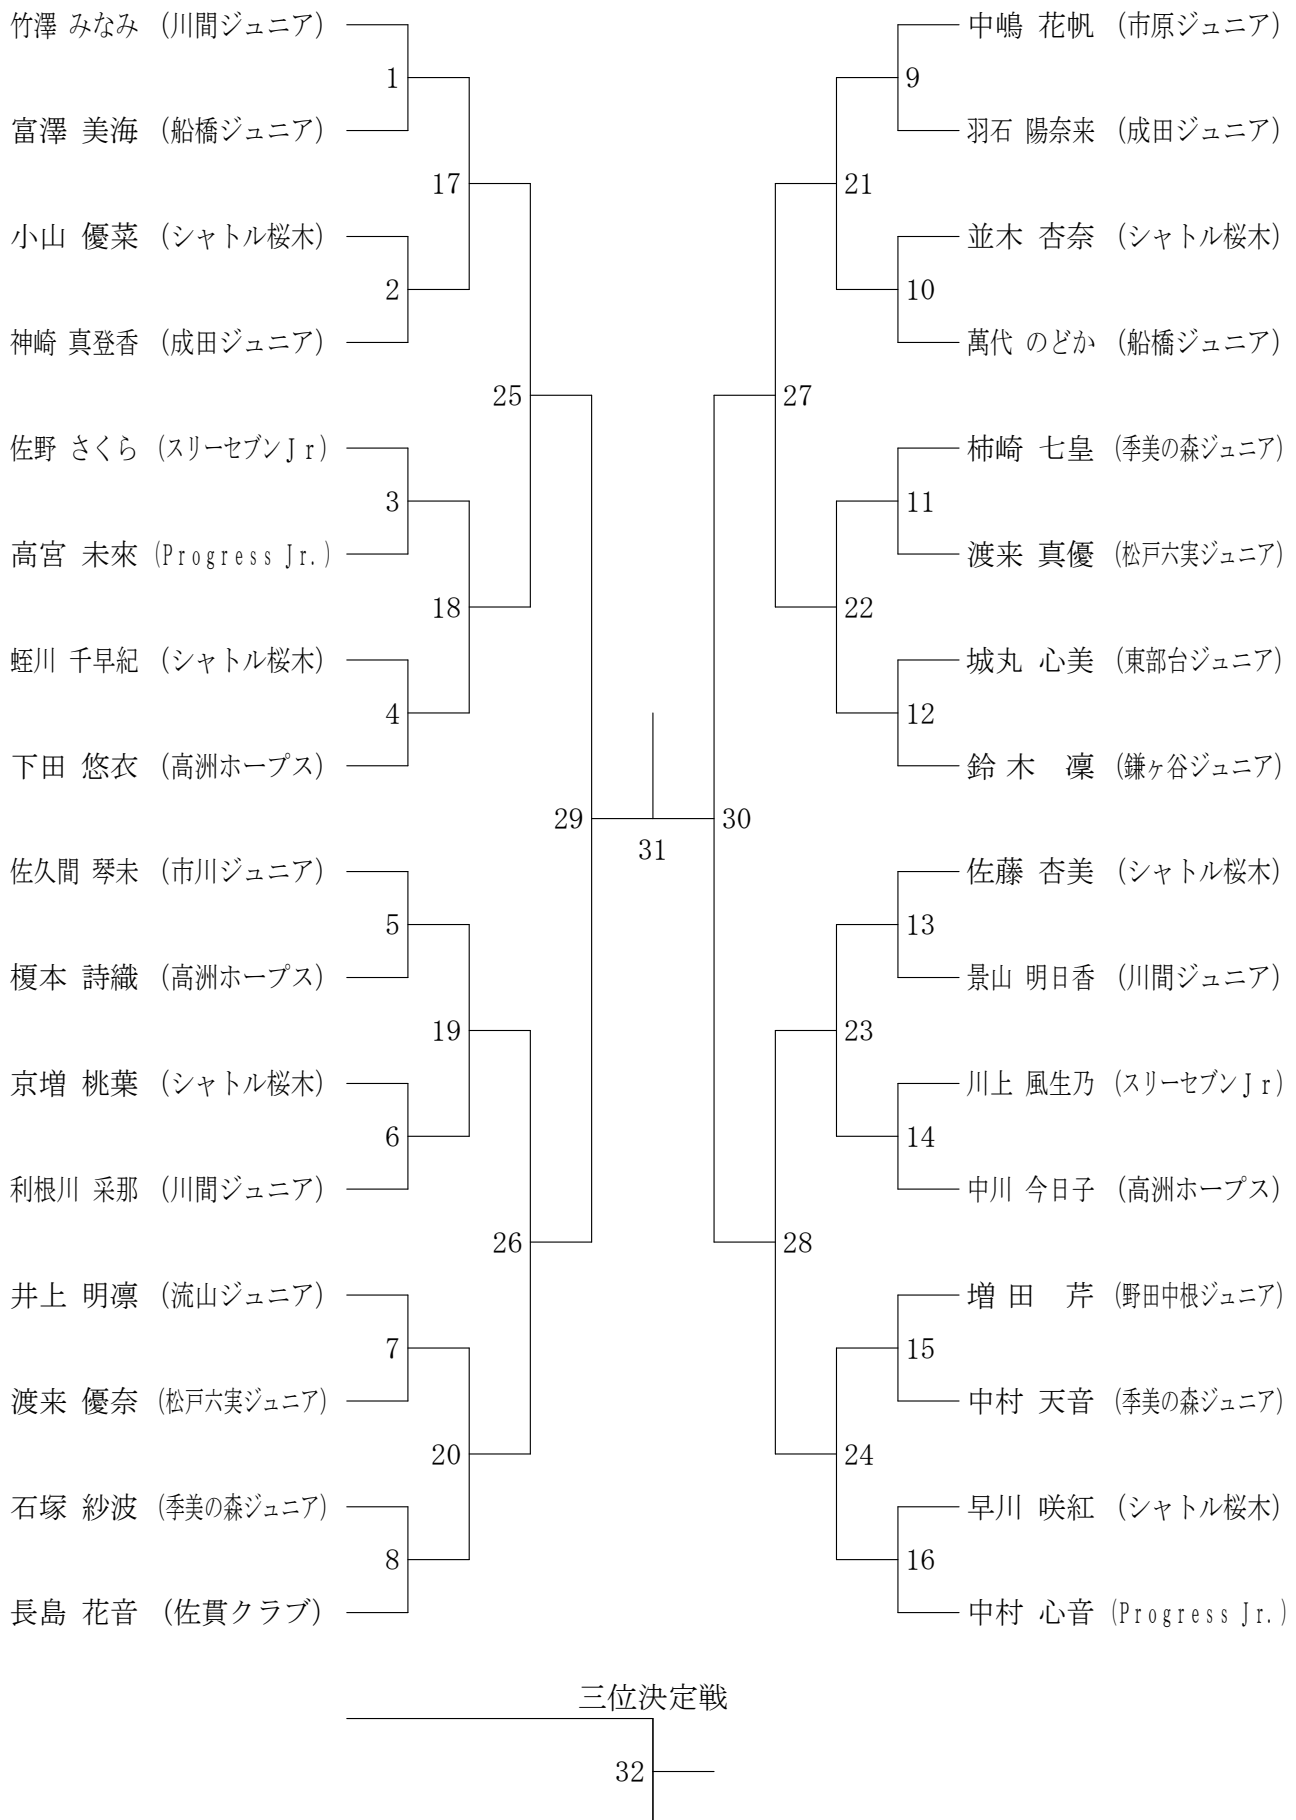 竹澤 みなみ (川間ジュニア)
1
富澤 美海 (船橋ジュニア)
17
小山 優菜 (シャトル桜木)
2
神崎 真登香 (成田ジュニア)
25
佐野 さくら (スリーセブンJr)
3
高宮 未來 (Progress Jr.)
18
蛭川 千早紀 (シャトル桜木)
4
下田 悠衣 (高洲ホープス)
29
佐久間 琴未 (市川ジュニア)
5
榎本 詩織 (高洲ホープス)
19
京増 桃葉 (シャトル桜木)
6
利根川 采那 (川間ジュニア)
26
井上 明凛 (流山ジュニア)
7
渡来 優奈 (松戸六実ジュニア)
20
石塚 紗波 (季美の森ジュニア)
8
長島 花音 (佐貫クラブ)
31
中嶋 花帆 (市原ジュニア)
9
羽石 陽奈来 (成田ジュニア)
21
並木 杏奈 (シャトル桜木)
10
萬代 のどか (船橋ジュニア)
27
柿崎 七皇 (季美の森ジュニア)
11
渡来 真優 (松戸六実ジュニア)
22
城丸 心美 (東部台ジュニア)
12
鈴木 凜 (鎌ヶ谷ジュニア)
30
佐藤 杏美 (シャトル桜木)
13
景山 明日香 (川間ジュニア)
23
川上 風生乃 (スリーセブンJr)
14
中川 今日子 (高洲ホープス)
28
増田 芹 (野田中根ジュニア)
15
中村 天音 (季美の森ジュニア)
24
早川 咲紅 (シャトル桜木)
16
中村 心音 (Progress Jr.)
三位決定戦
32